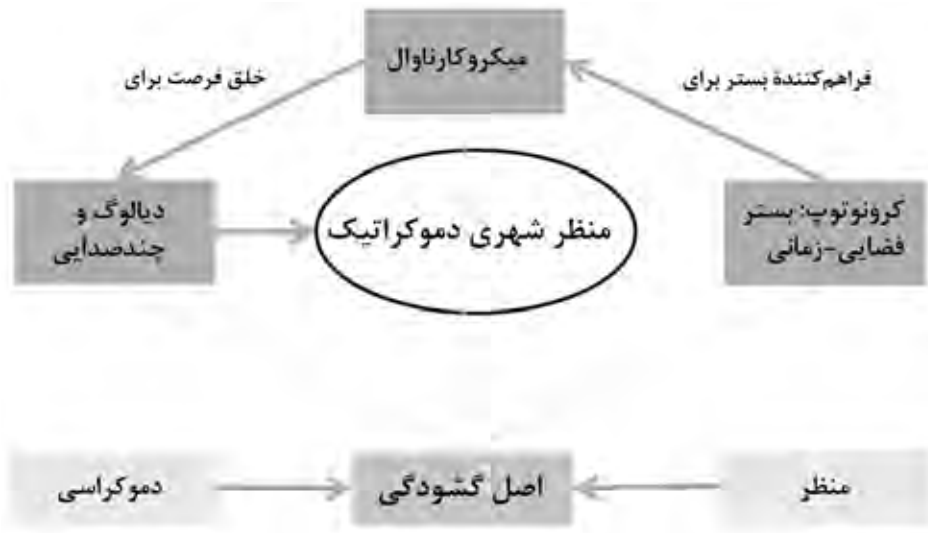 میکروکارناوال
فراهم‌کنندهٔ بستر برای
خلق فرصت برای
کرونوتوپ: بستر
فضایی-زمانی
منظر شهری دموکراتیک
دیالوگ و
چندصدایی
منظر
اصل گشودگی
دموکراسی